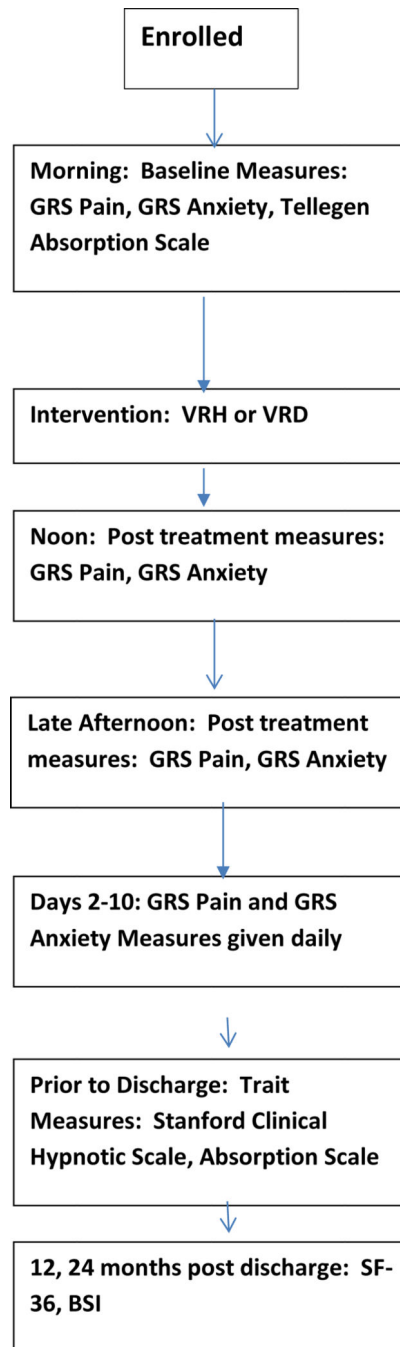 Enrolled
Morning:  Baseline Measures:
GRS Pain, GRS Anxiety, Tellegen
Absorption Scale
Intervention:  VRH or VRD
Noon:  Post treatment measures:
GRS Pain, GRS Anxiety
Late Afternoon:  Post treatment
measures:  GRS Pain, GRS Anxiety
Days 2-10: GRS Pain and GRS
Anxiety Measures given daily
Prior to Discharge:  Trait
Measures:  Stanford Clinical
Hypnotic Scale, Absorption Scale
12, 24 months post discharge:  SF-
36, BSI